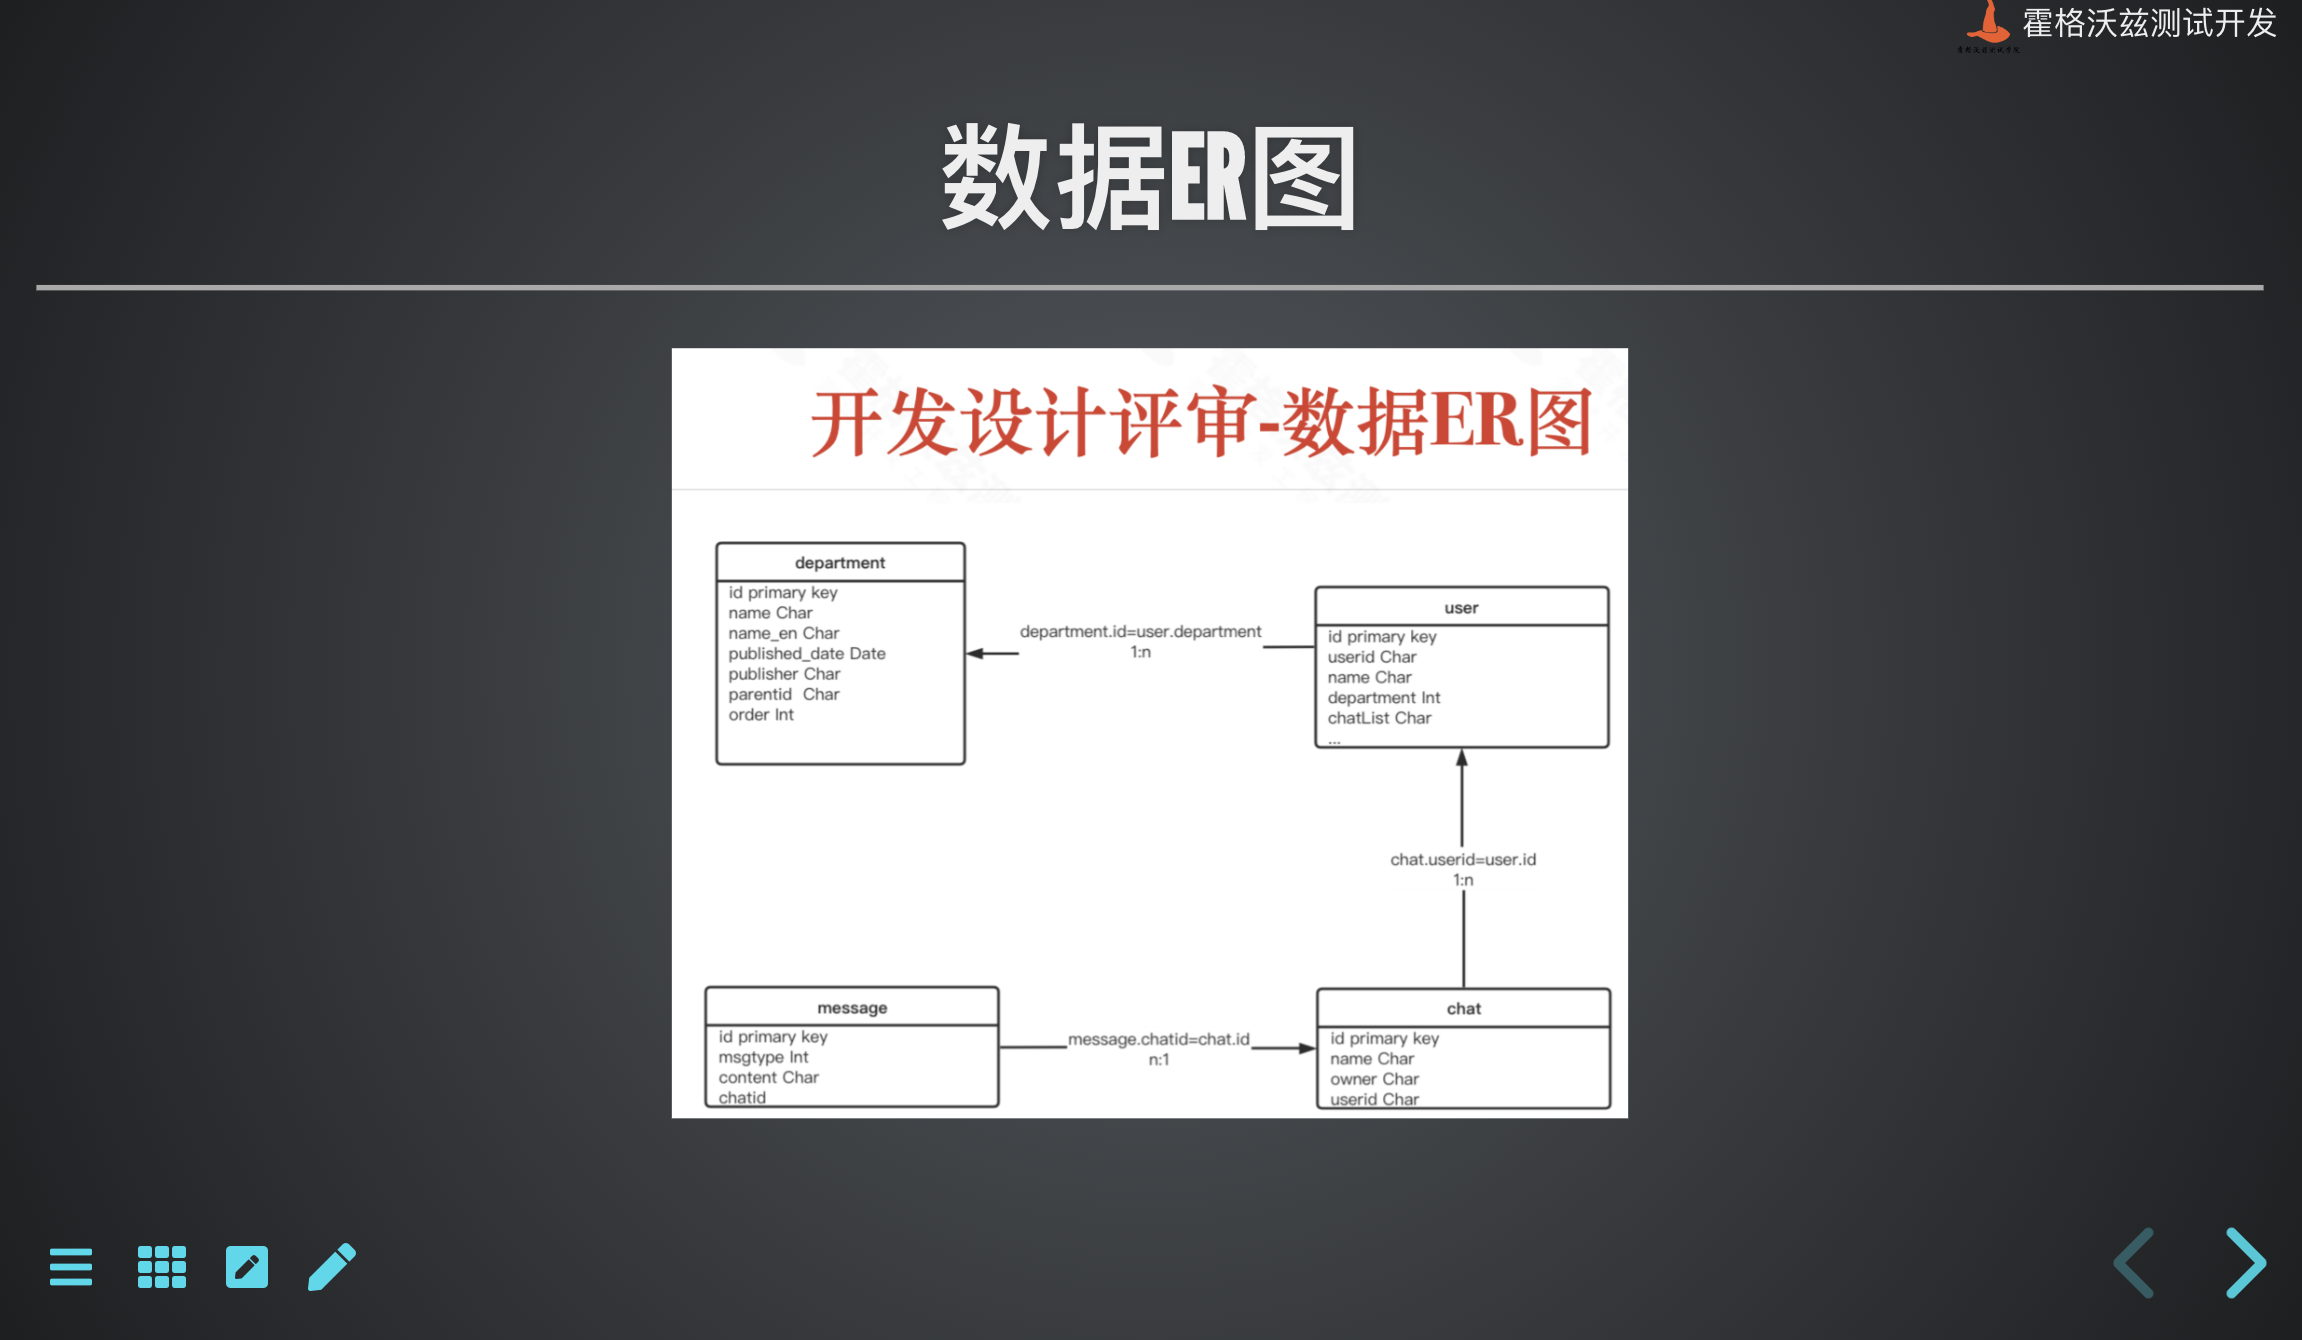 霍格沃兹测试开发
数据ER图
开发设计评审-数据ER图
department
id primary key
name Char
name_en Char
published_date Date
publisher Char
parentid  Char
order Int
department.id=user.department
1:n
user
id primary key
userid Char
name Char
department Int
chatList Char
...
chat.userid=user.id
1:n
message
id primary key
msgtype Int
content Char
chatid
message.chatid=chat.id
n:1
chat
id primary key
name Char
owner Char
userid Char